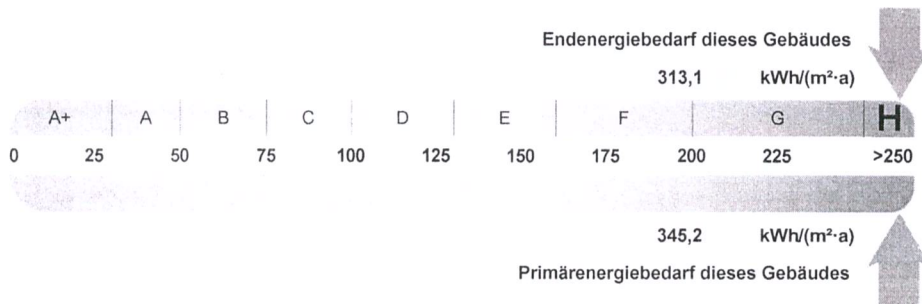 Endenergiebedarf dieses Gebäudes
313,1 kWh/(m²·a)
A+ A B C D E F G H
0 25 50 75 100 125 150 175 200 225 >250
345,2 kWh/(m²·a)
Primärenergiebedarf dieses Gebäudes